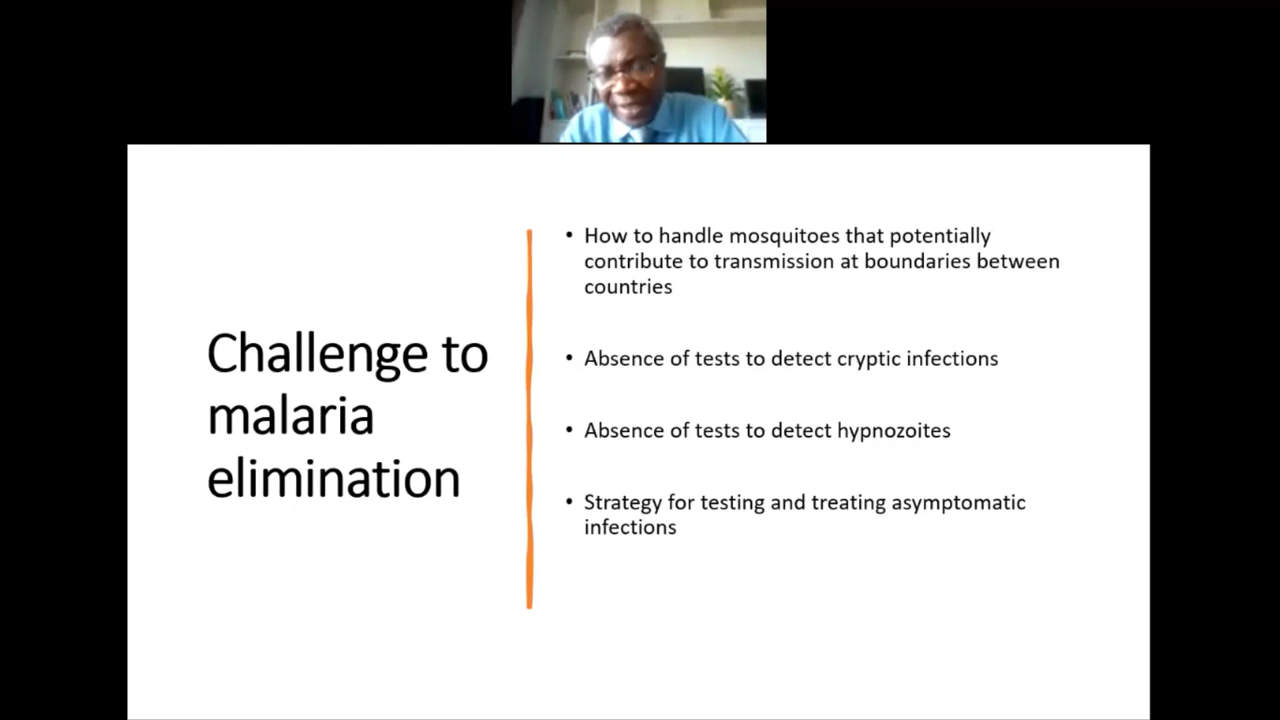 Challenge to
malaria
elimination
• How to handle mosquitoes that potentially
contribute to transmission at boundaries between
countries
• Absence of tests to detect cryptic infections
• Absence of tests to detect hypnozoites
• Strategy for testing and treating asymptomatic
infections